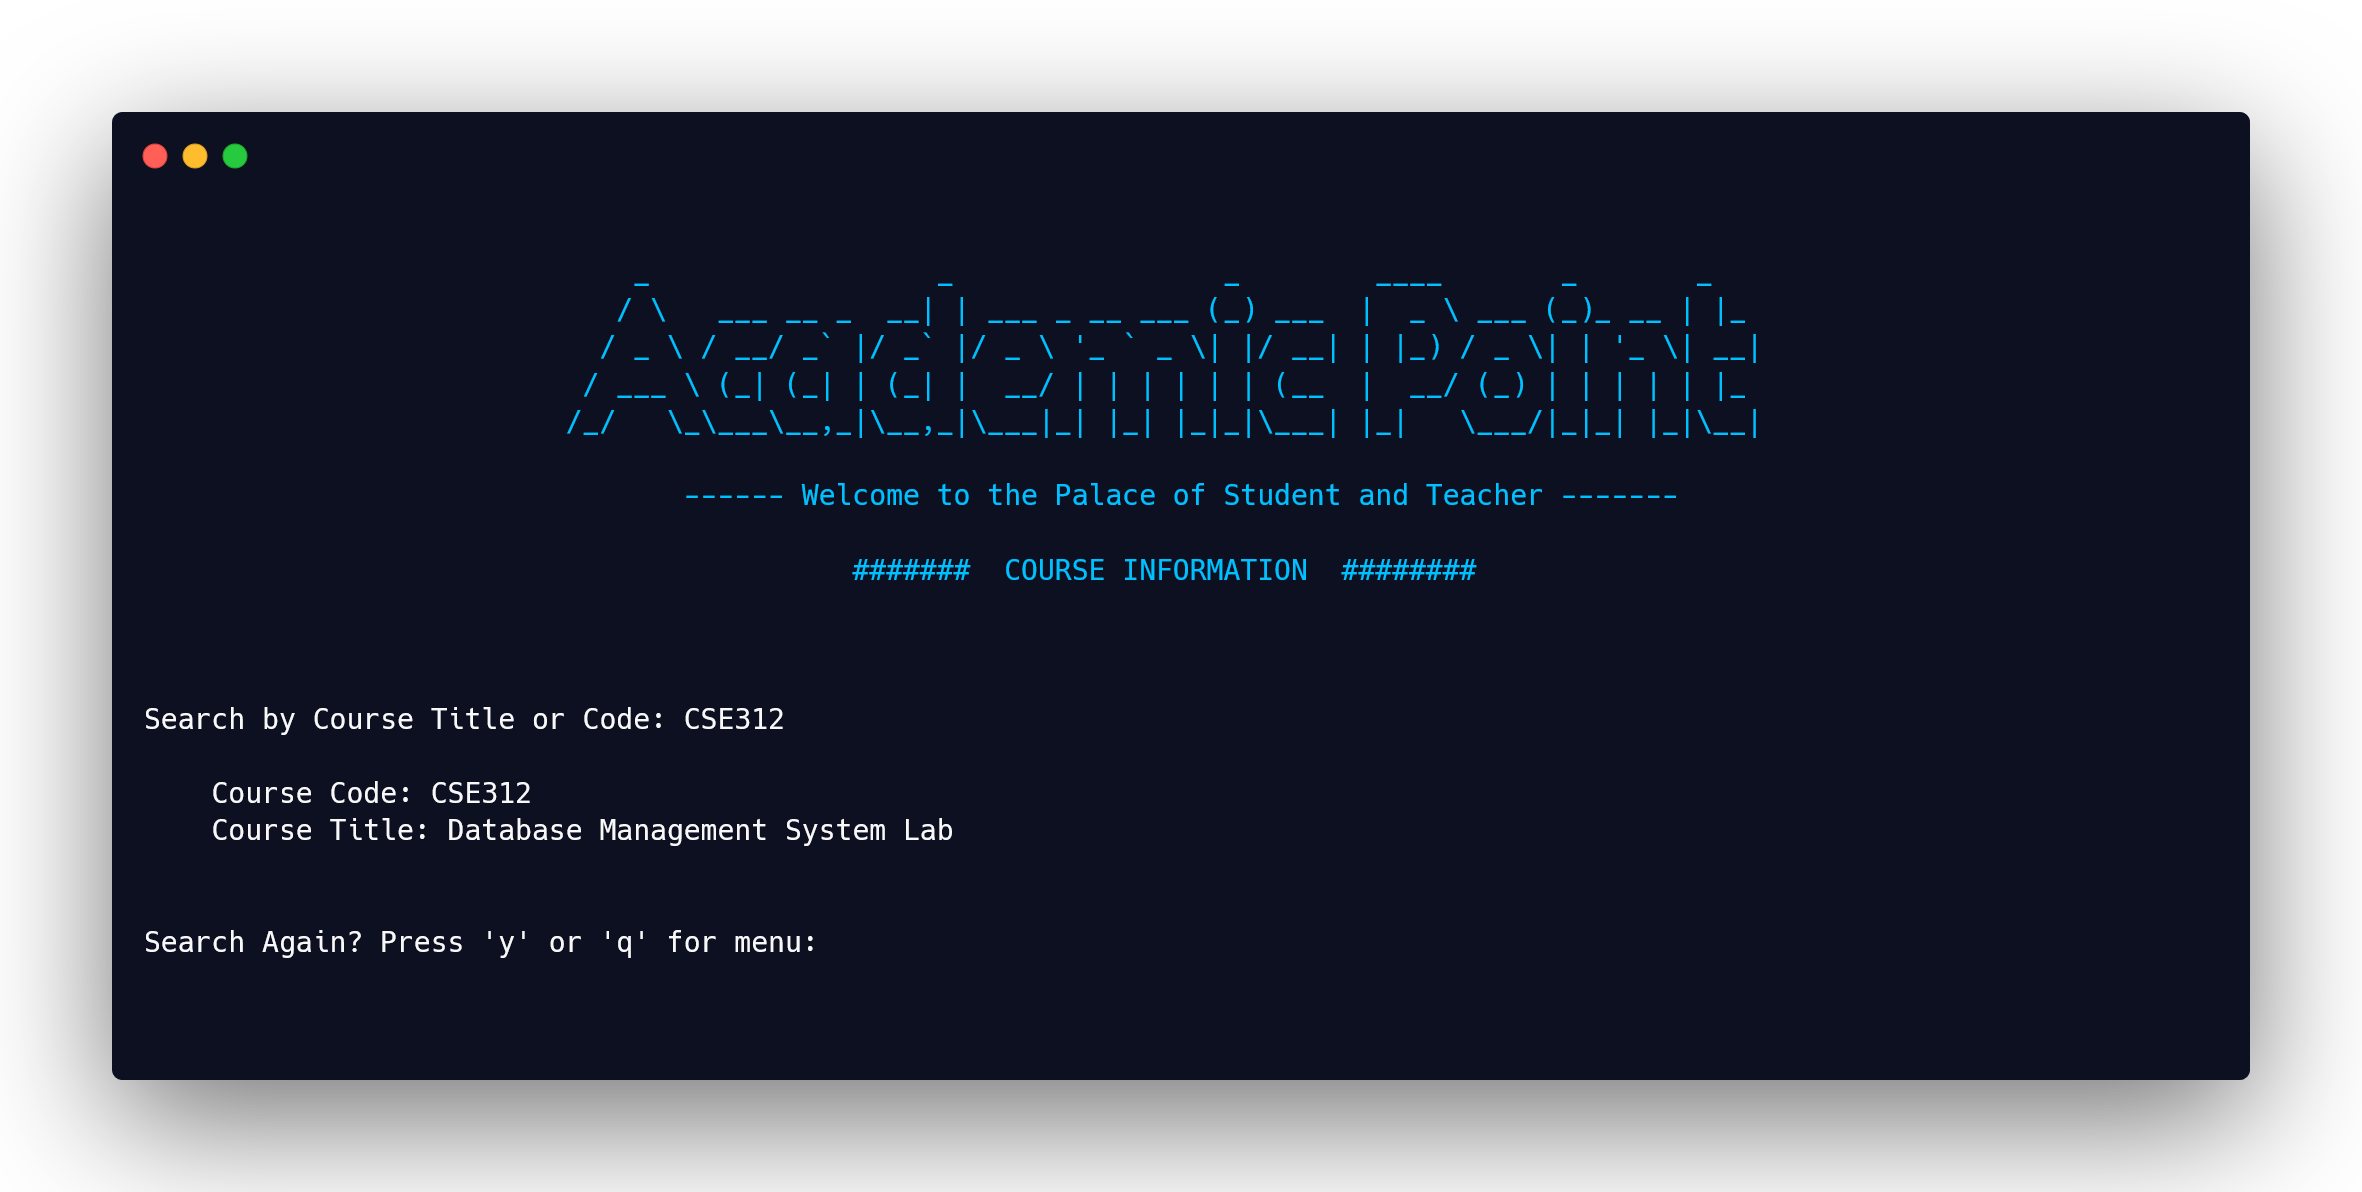 Academic Point
------ Welcome to the Palace of Student and Teacher -------
#######  COURSE INFORMATION  ########
Search by Course Title or Code: CSE312
Course Code: CSE312
Course Title: Database Management System Lab
Search Again? Press 'y' or 'q' for menu: